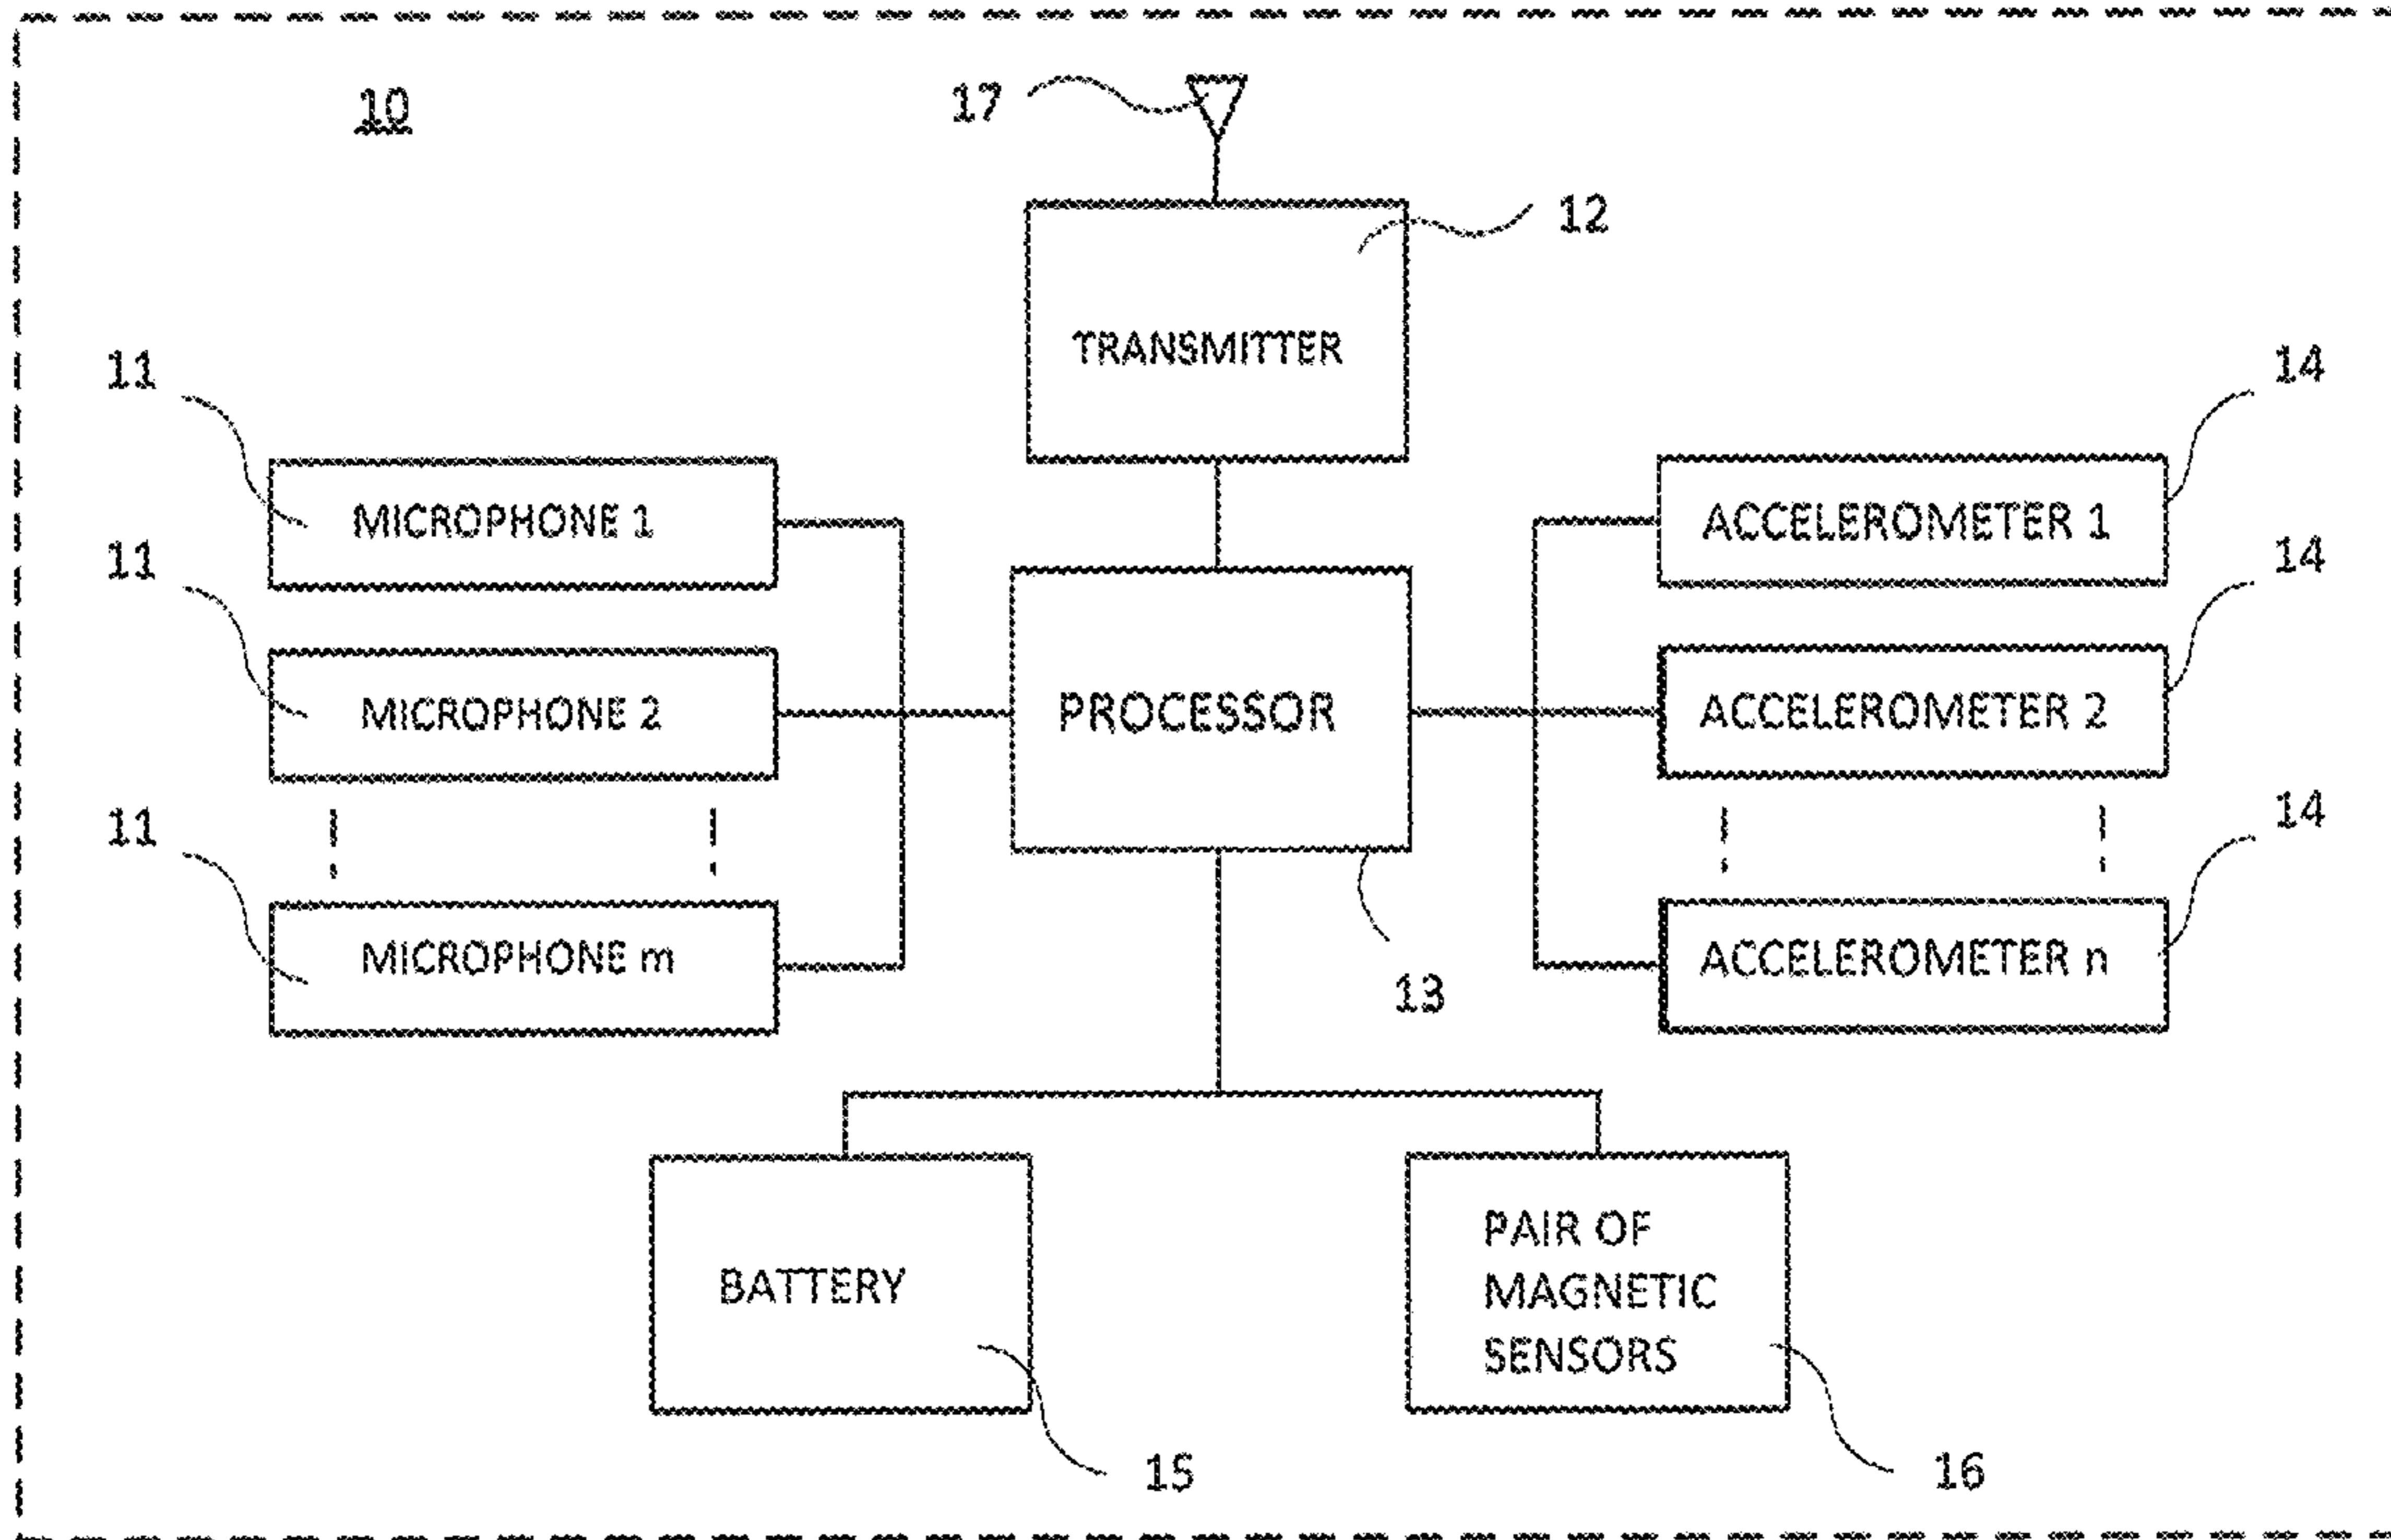 10
17
12
TRANSMITTER
11
14
MICROPHONE 1
ACCELEROMETER 1
11
14
MICROPHONE 2
PROCESSOR
ACCELEROMETER 2
11
14
MICROPHONE m
ACCELEROMETER n
13
BATTERY
PAIR OF
MAGNETIC
SENSORS
15
16